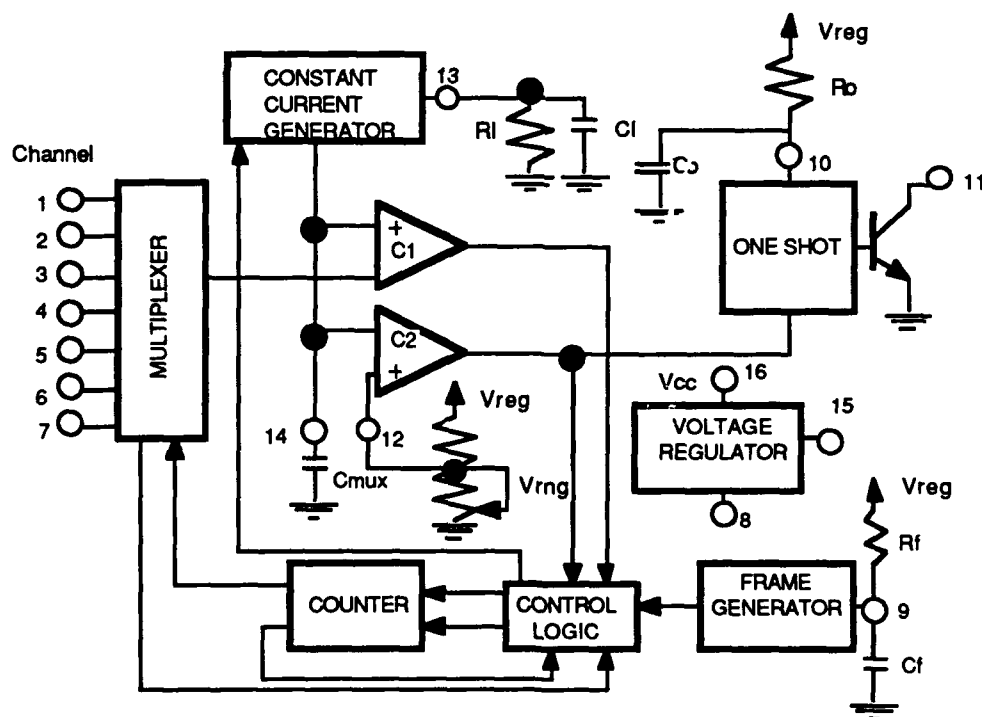 CONSTANT
CURRENT
GENERATOR
13
RI
CI
Vreg
Ro
10
11
ONE SHOT
Channel
1
2
3
4
5
6
7
MULTIPLEXER
+
C1
C2
+
14
12
Cmux
Vreg
Vrng
Vcc
16
VOLTAGE
REGULATOR
15
8
Vreg
Rf
9
Cf
COUNTER
CONTROL
LOGIC
FRAME
GENERATOR